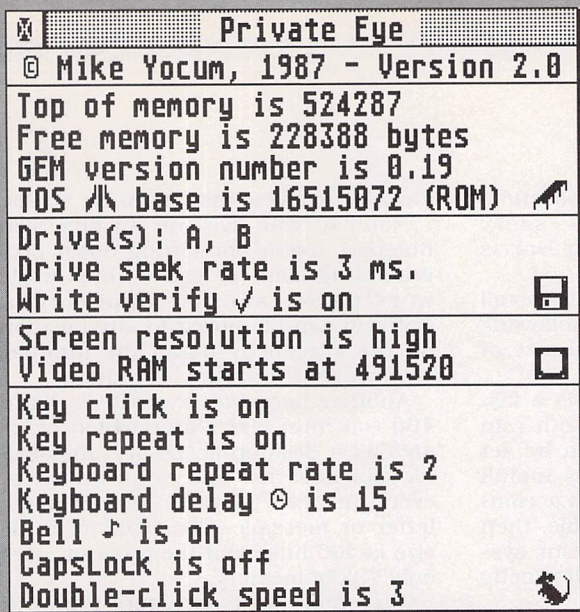 Private Eye
© Mike Yocum, 1987 - Version 2.0
Top of memory is 524287
Free memory is 228388 bytes
GEM version number is 0.19
TOS base is 16515072 (ROM)
Drive(s): A, B
Drive seek rate is 3 ms.
Write verify √ is on
Screen resolution is high
Video RAM starts at 491520
Key click is on
Key repeat is on
Keyboard repeat rate is 2
Keyboard delay is 15
Bell ♪ is on
CapsLock is off
Double-click speed is 3